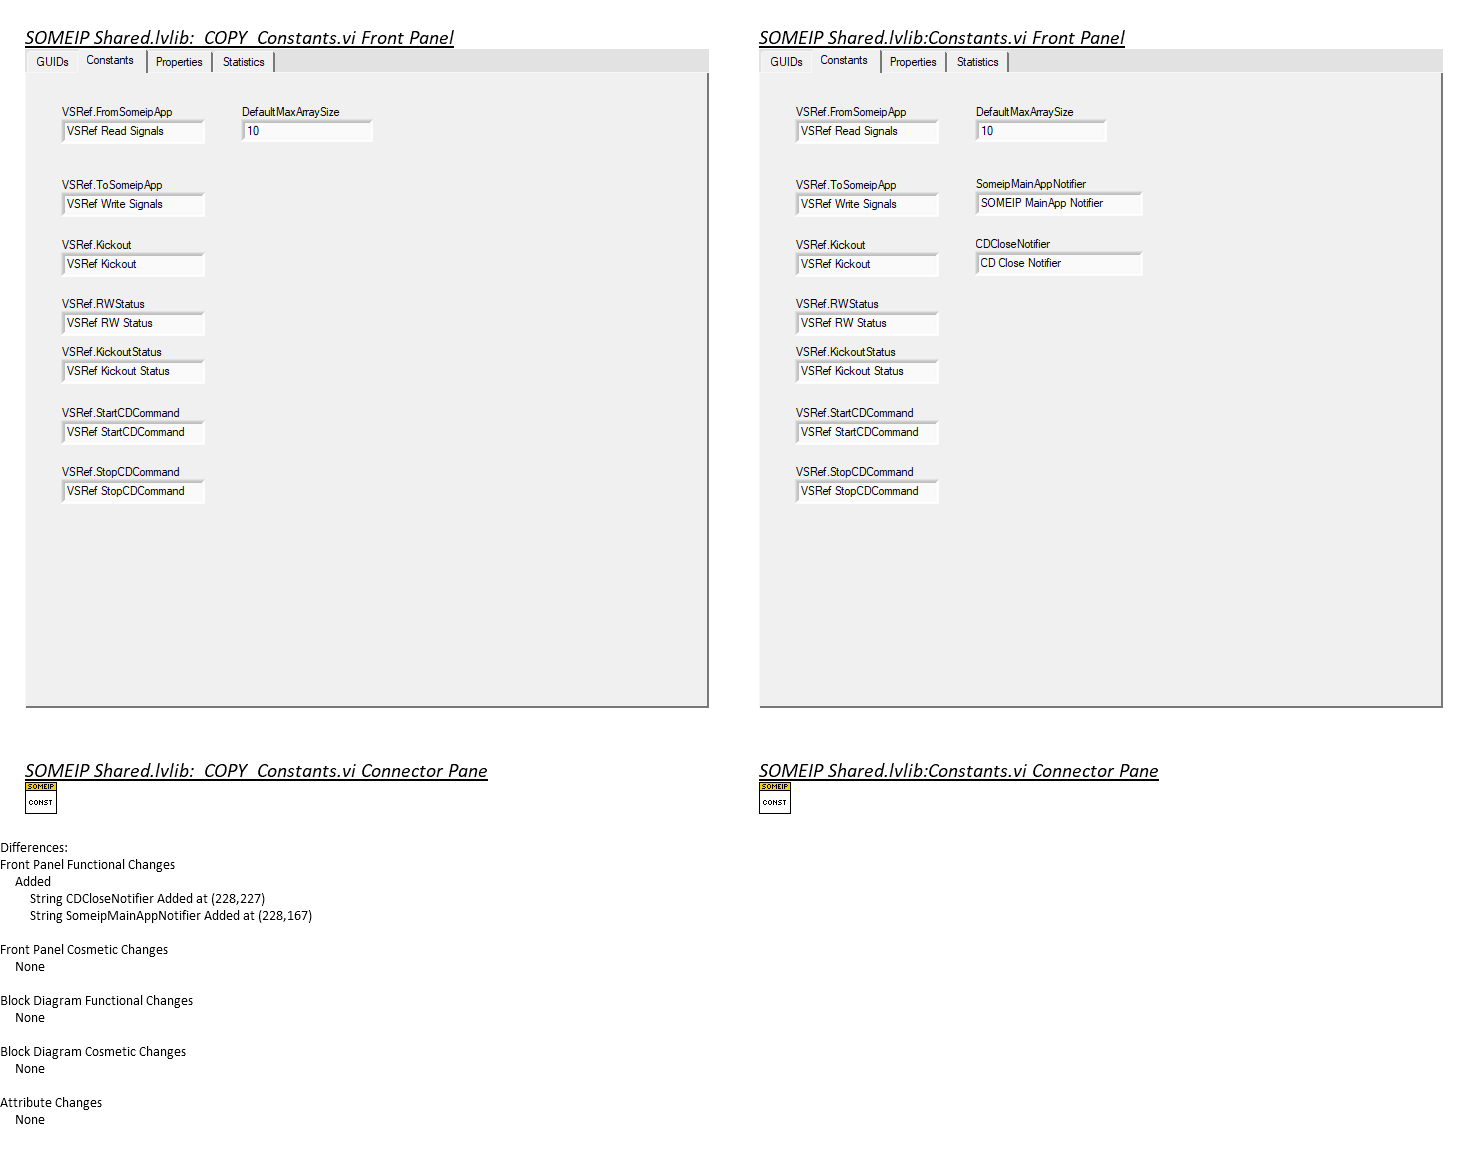 SOMEIP Shared.lvlib:  COPY  Constants.vi Front Panel
GUIDs Constants Properties Statistics
VSRef.FromSomeipApp DefaultMaxArraySize
VSRef Read Signals 10
VSRef.ToSomeipApp
VSRef Write Signals
VSRef.Kickout
VSRef Kickout
VSRef.RWStatus
VSRef RW Status
VSRef.KickoutStatus
VSRef Kickout Status
VSRef.StartCDCommand
VSRef StartCDCommand
VSRef.StopCDCommand
VSRef StopCDCommand
SOMEIP Shared.lvlib:Constants.vi Front Panel
GUIDs Constants Properties Statistics
VSRef.FromSomeipApp DefaultMaxArraySize
VSRef Read Signals 10
VSRef.ToSomeipApp SomeipMainAppNotifier
VSRef Write Signals SOMEIP MainApp Notifier
VSRef.Kickout CDCloseNotifier
VSRef Kickout CD Close Notifier
VSRef.RWStatus
VSRef RW Status
VSRef.KickoutStatus
VSRef Kickout Status
VSRef.StartCDCommand
VSRef StartCDCommand
VSRef.StopCDCommand
VSRef StopCDCommand
SOMEIP Shared.lvlib:  COPY  Constants.vi Connector Pane
SOMEIP
CONST
SOMEIP Shared.lvlib:Constants.vi Connector Pane
SOMEIP
CONST
Differences:
Front Panel Functional Changes
Added
String CDCloseNotifier Added at (228,227)
String SomeipMainAppNotifier Added at (228,167)
Front Panel Cosmetic Changes
None
Block Diagram Functional Changes
None
Block Diagram Cosmetic Changes
None
Attribute Changes
None